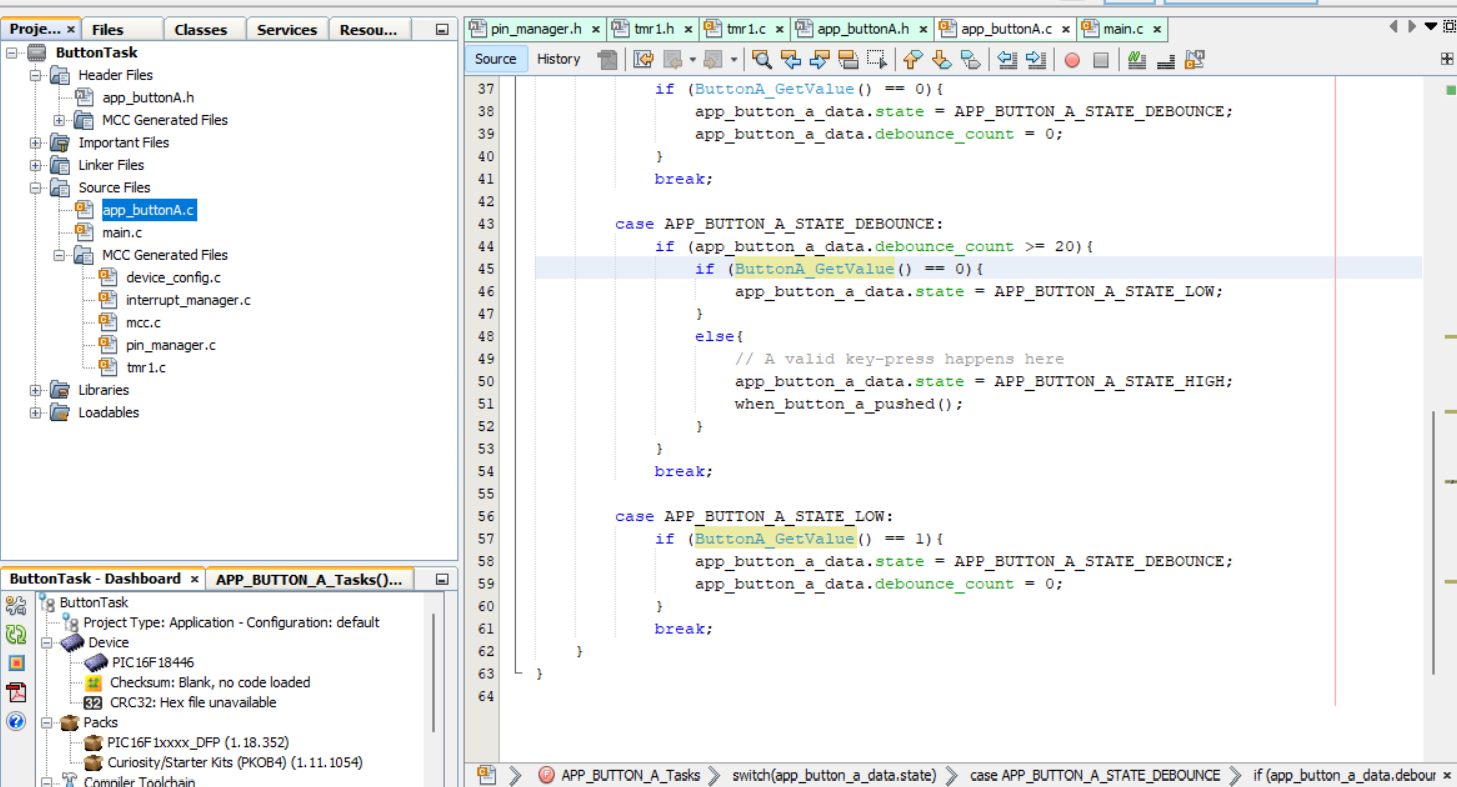 Proje... × Files Classes Services Resou...
ButtonTask
Header Files
app_buttonA.h
MCC Generated Files
Important Files
Linker Files
Source Files
app_buttonA.c
main.c
MCC Generated Files
device_config.c
interrupt_manager.c
mcc.c
pin_manager.c
tmr1.c
Libraries
Loadables
ButtonTask - Dashboard × APP_BUTTON_A_Tasks()...
ButtonTask
Project Type: Application - Configuration: default
Device
PIC16F18446
Checksum: Blank, no code loaded
32 CRC32: Hex file unavailable
Packs
PIC16F1xxxx_DFP (1.18.352)
Curiosity/Starter Kits (PKOB4) (1.11.1054)
Compiler Toolchain
pin_manager.h × tmr1.h × tmr1.c × app_buttonA.h × app_buttonA.c × main.c ×
Source History
37 if (ButtonA_GetValue() == 0){
38 app_button_a_data.state = APP_BUTTON_A_STATE_DEBOUNCE;
39 app_button_a_data.debounce_count = 0;
40 }
41 break;
42
43 case APP_BUTTON_A_STATE_DEBOUNCE:
44 if (app_button_a_data.debounce_count >= 20){
45 if (ButtonA_GetValue() == 0){
46 app_button_a_data.state = APP_BUTTON_A_STATE_LOW;
47 }
48 else{
49 // A valid key-press happens here
50 app_button_a_data.state = APP_BUTTON_A_STATE_HIGH;
51 when_button_a_pushed();
52 }
53 }
54 break;
55
56 case APP_BUTTON_A_STATE_LOW:
57 if (ButtonA_GetValue() == 1){
58 app_button_a_data.state = APP_BUTTON_A_STATE_DEBOUNCE;
59 app_button_a_data.debounce_count = 0;
60 }
61 break;
62 }
63 }
64
APP_BUTTON_A_Tasks switch(app_button_a_data.state) case APP_BUTTON_A_STATE_DEBOUNCE if (app_button_a_data.debour ×